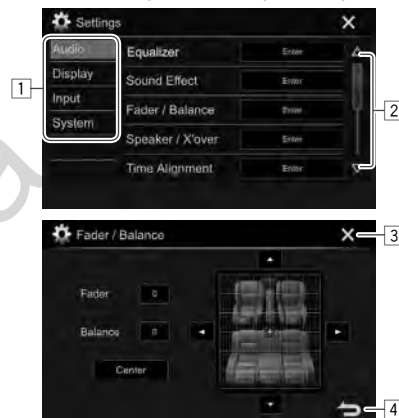 Settings
Audio
Equalizer
Enter
Display
Sound Effect
Enter
1
Input
2
Fader / Balance
Enter
System
Speaker / X'over
Enter
Time Alignment
Enter
Fader / Balance
3
Fader
0
Balance
0
Center
4